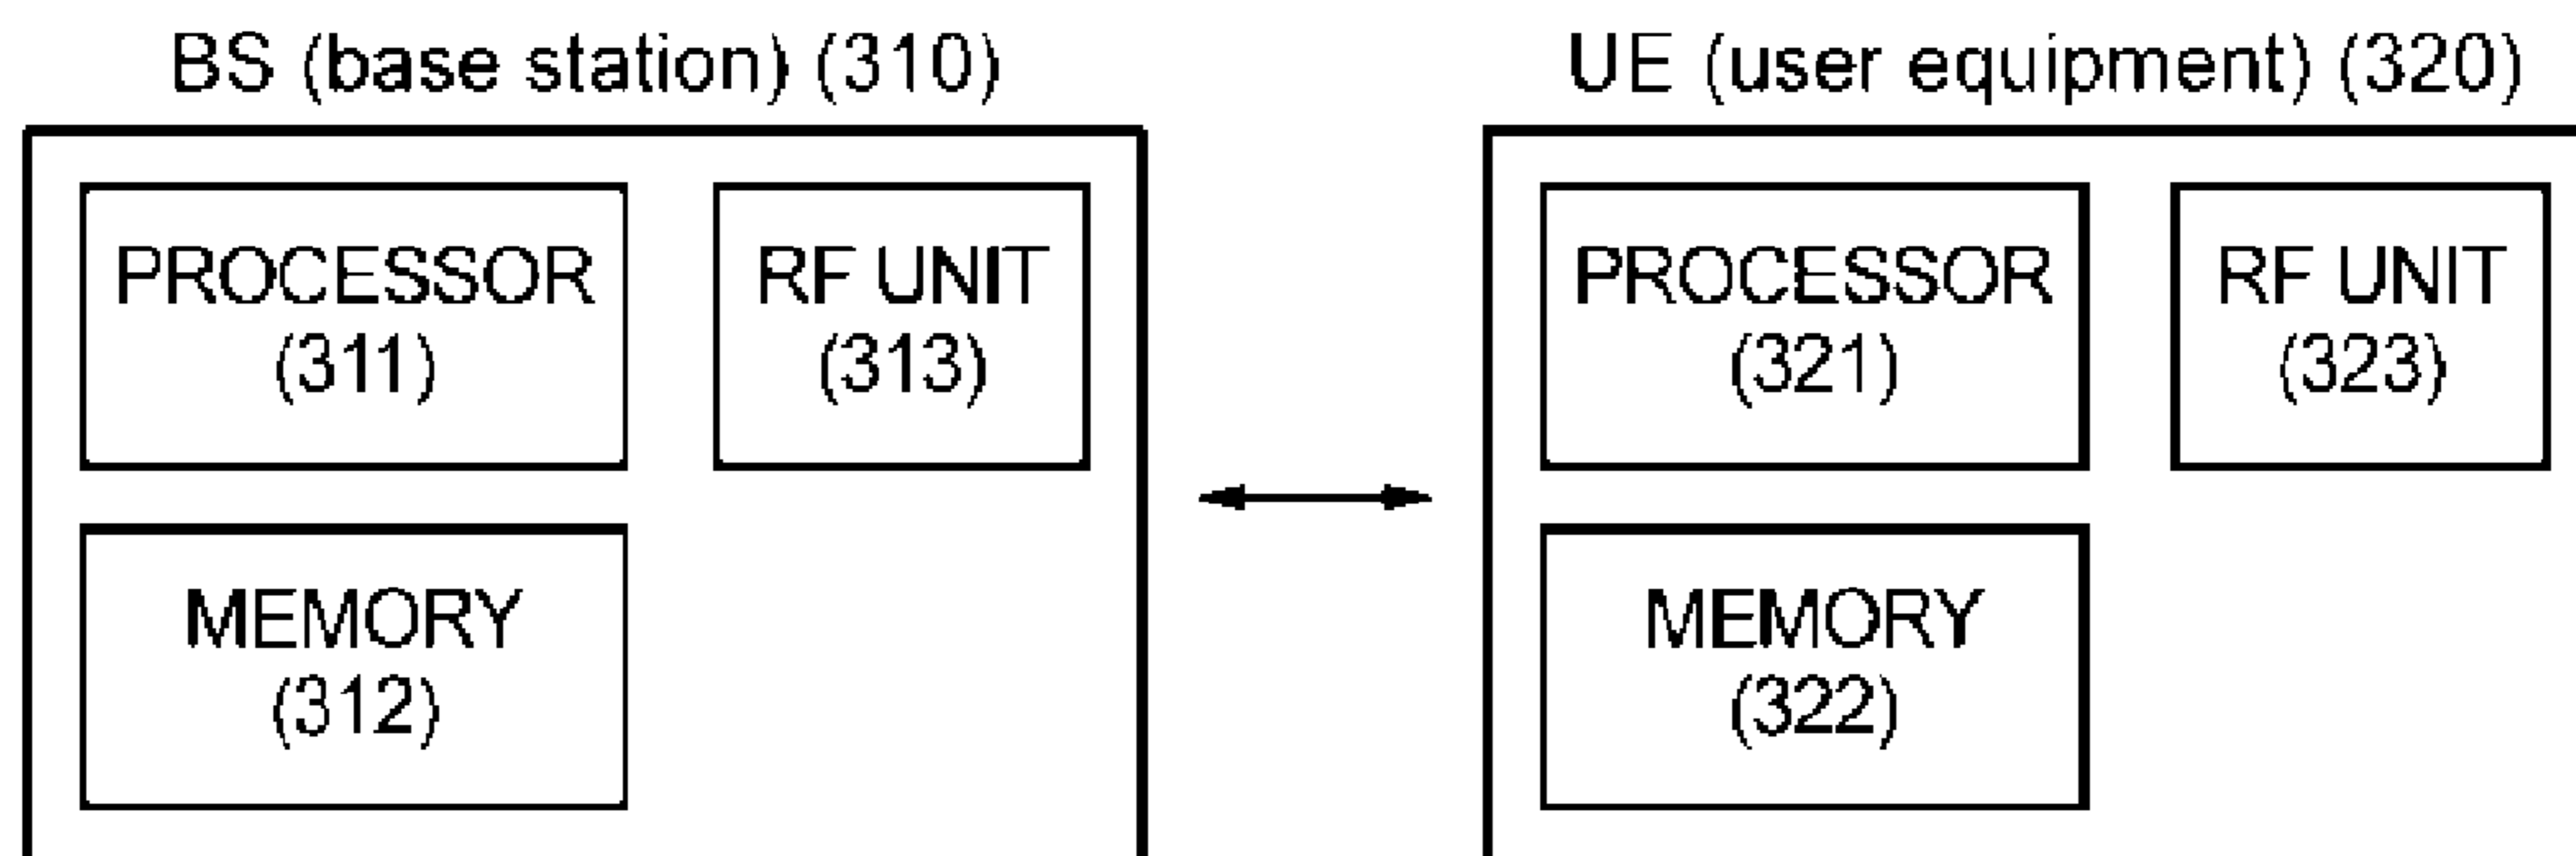 BS (base station) (310)
PROCESSOR
(311)
RF UNIT
(313)
MEMORY
(312)
UE (user equipment) (320)
PROCESSOR
(321)
RF UNIT
(323)
MEMORY
(322)